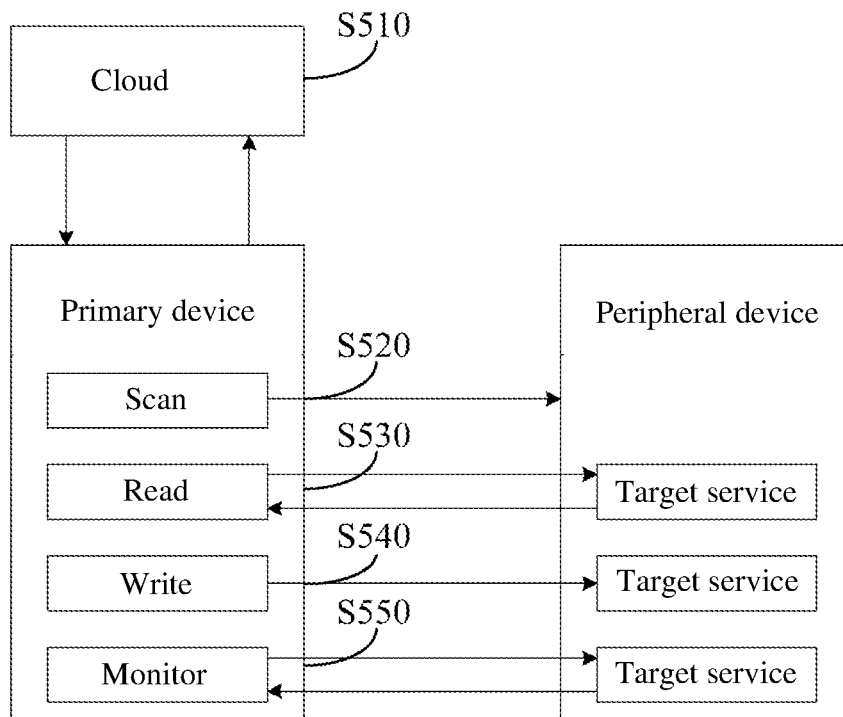 S510
Cloud
Primary device
Peripheral device
S520
Scan
S530
Read
Target service
S540
Write
Target service
S550
Monitor
Target service